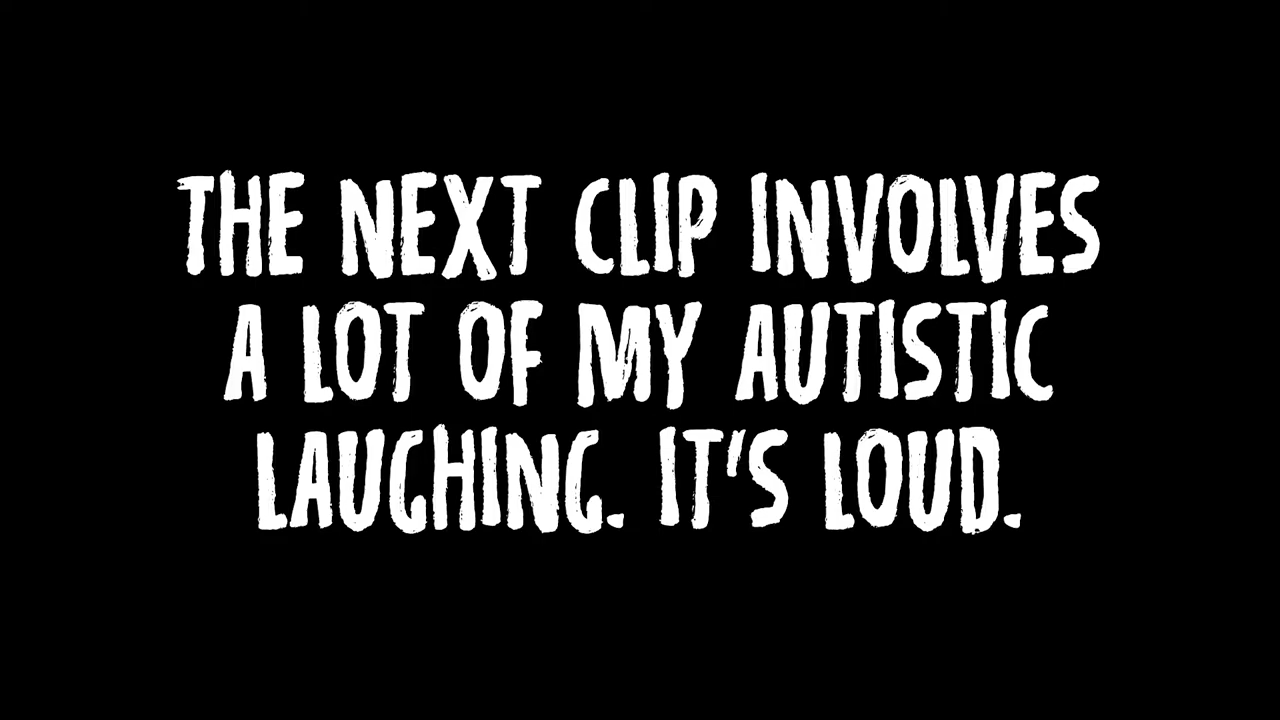 THE NEXT CLIP INVOLVES
A LOT OF MY AUTISTIC
LAUGHING. IT'S LOUD.